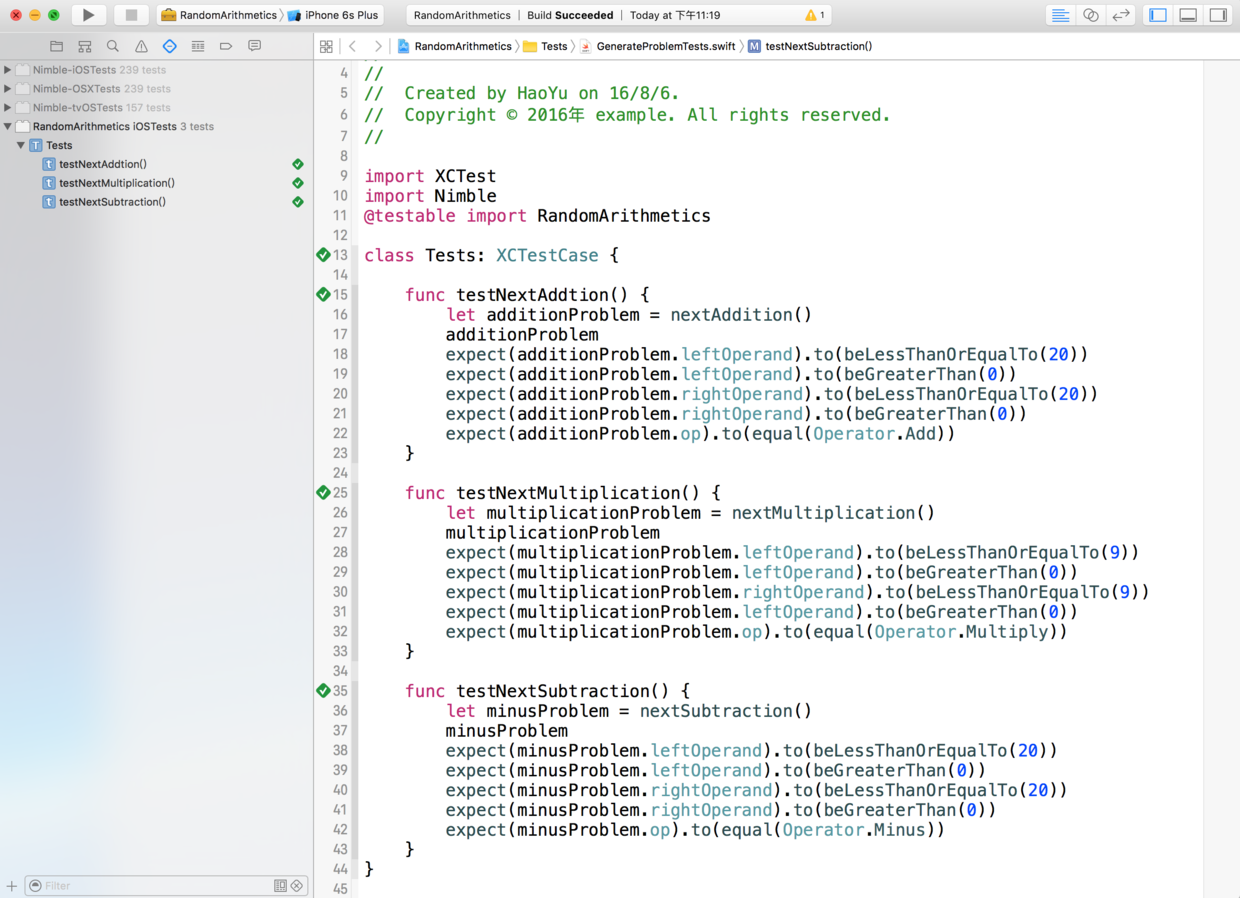 RandomArithmetics iPhone 6s Plus
RandomArithmetics | Build Succeeded | Today at 下午11:19
1
RandomArithmetics Tests GenerateProblemTests.swift M testNextSubtraction()
Nimble-iOSTests 239 tests
Nimble-OSXTests 239 tests
Nimble-tvOSTests 157 tests
RandomArithmetics iOSTests 3 tests
T Tests
t testNextAddtion()
t testNextMultiplication()
t testNextSubtraction()
Filter
4 //
5 //  Created by HaoYu on 16/8/6.
6 //  Copyright © 2016年 example. All rights reserved.
7 //
8
9 import XCTest
10 import Nimble
11 @testable import RandomArithmetics
12
13 class Tests: XCTestCase {
14
15     func testNextAddtion() {
16         let additionProblem = nextAddition()
17         additionProblem
18         expect(additionProblem.leftOperand).to(beLessThanOrEqualTo(20))
19         expect(additionProblem.leftOperand).to(beGreaterThan(0))
20         expect(additionProblem.rightOperand).to(beLessThanOrEqualTo(20))
21         expect(additionProblem.rightOperand).to(beGreaterThan(0))
22         expect(additionProblem.op).to(equal(Operator.Add))
23     }
24
25     func testNextMultiplication() {
26         let multiplicationProblem = nextMultiplication()
27         multiplicationProblem
28         expect(multiplicationProblem.leftOperand).to(beLessThanOrEqualTo(9))
29         expect(multiplicationProblem.leftOperand).to(beGreaterThan(0))
30         expect(multiplicationProblem.rightOperand).to(beLessThanOrEqualTo(9))
31         expect(multiplicationProblem.leftOperand).to(beGreaterThan(0))
32         expect(multiplicationProblem.op).to(equal(Operator.Multiply))
33     }
34
35     func testNextSubtraction() {
36         let minusProblem = nextSubtraction()
37         minusProblem
38         expect(minusProblem.leftOperand).to(beLessThanOrEqualTo(20))
39         expect(minusProblem.leftOperand).to(beGreaterThan(0))
40         expect(minusProblem.rightOperand).to(beLessThanOrEqualTo(20))
41         expect(minusProblem.rightOperand).to(beGreaterThan(0))
42         expect(minusProblem.op).to(equal(Operator.Minus))
43     }
44 }
45